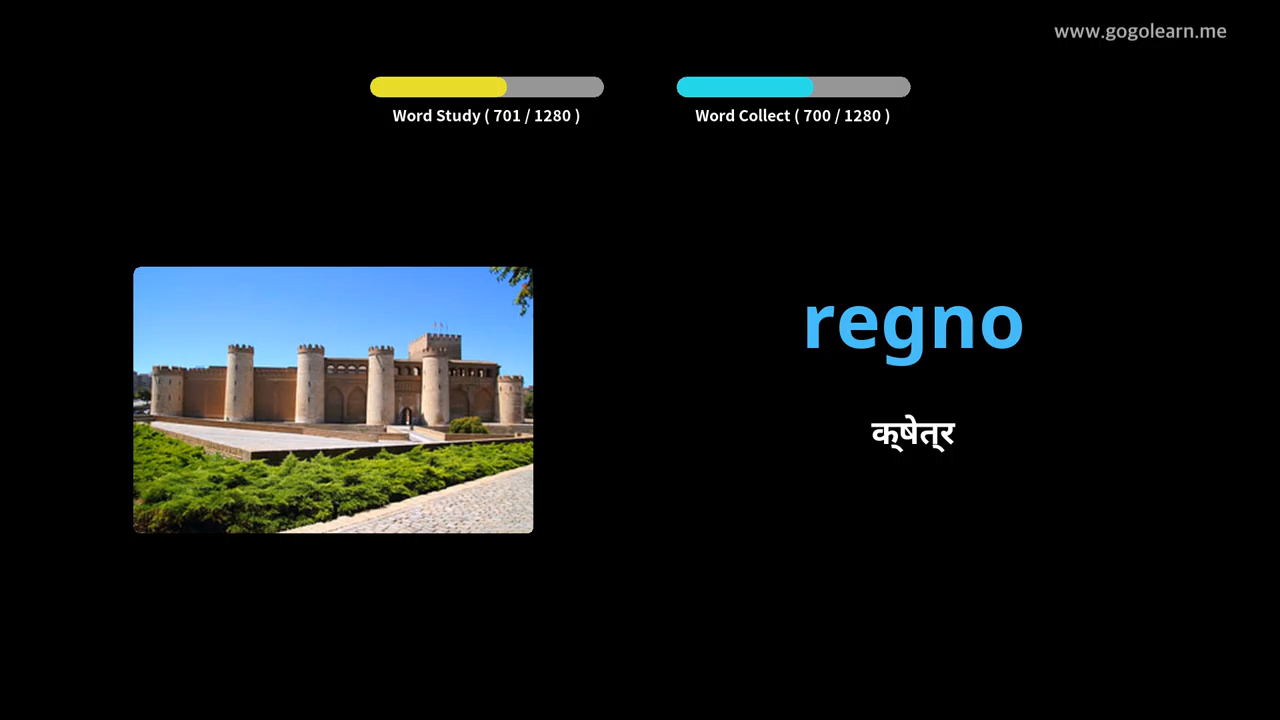 www.gogolearn.me
Word Study ( 701 / 1280 )
Word Collect ( 700 / 1280 )
regno
क्षेत्र